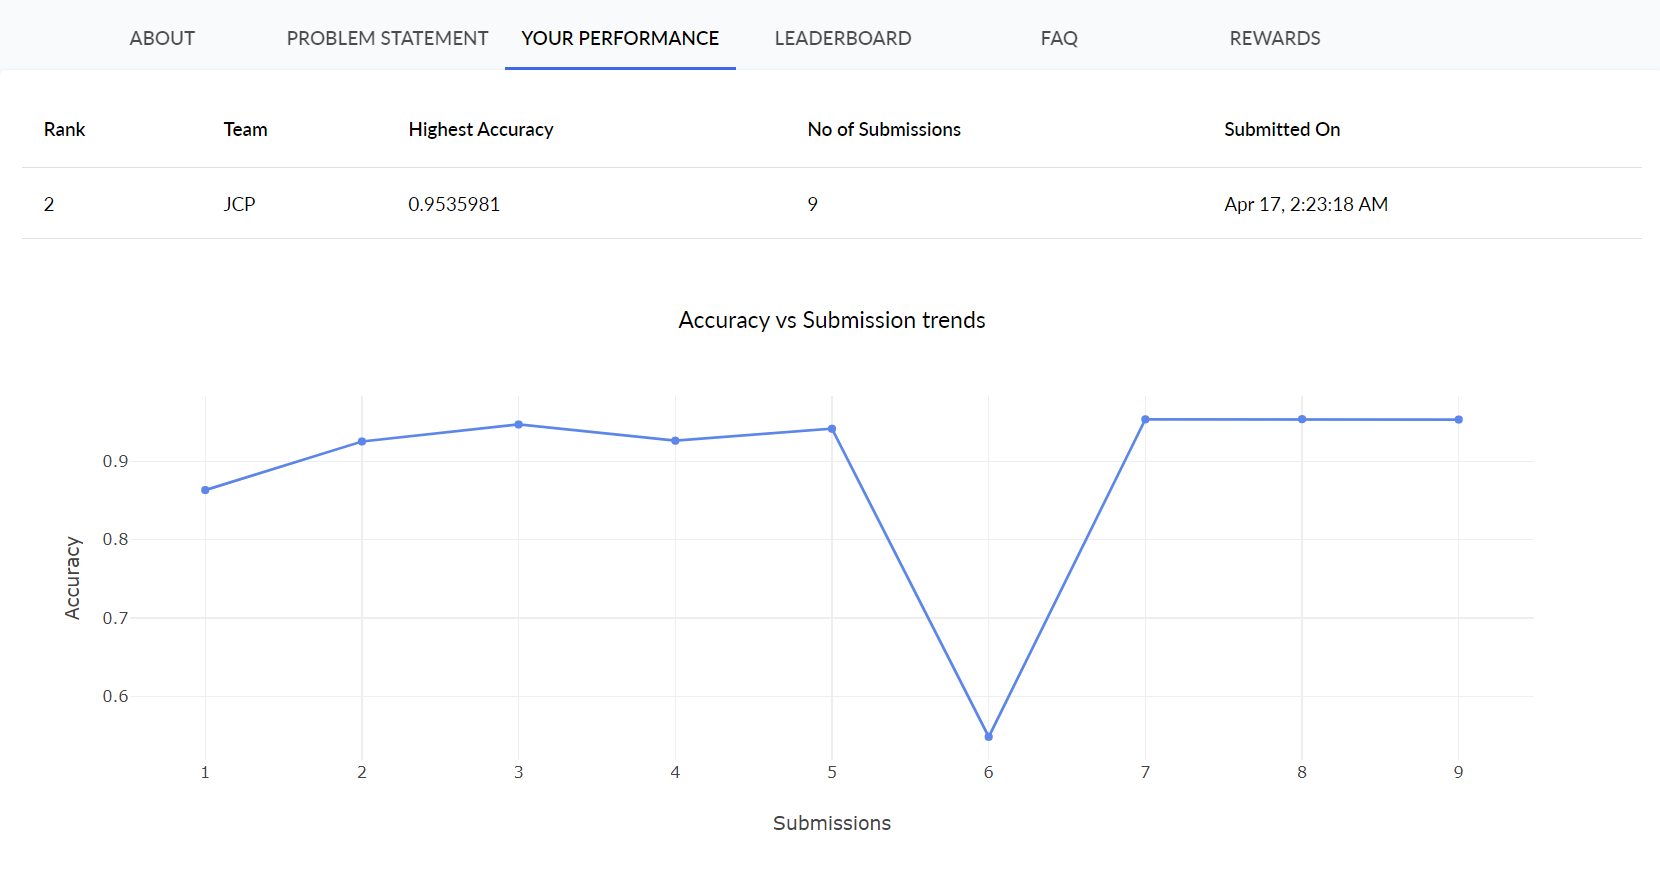 ABOUT PROBLEM STATEMENT YOUR PERFORMANCE LEADERBOARD FAQ REWARDS
Rank Team Highest Accuracy No of Submissions Submitted On
2 JCP 0.9535981 9 Apr 17, 2:23:18 AM
Accuracy vs Submission trends
0.9
0.8
0.7
0.6
Accuracy
1 2 3 4 5 6 7 8 9
Submissions